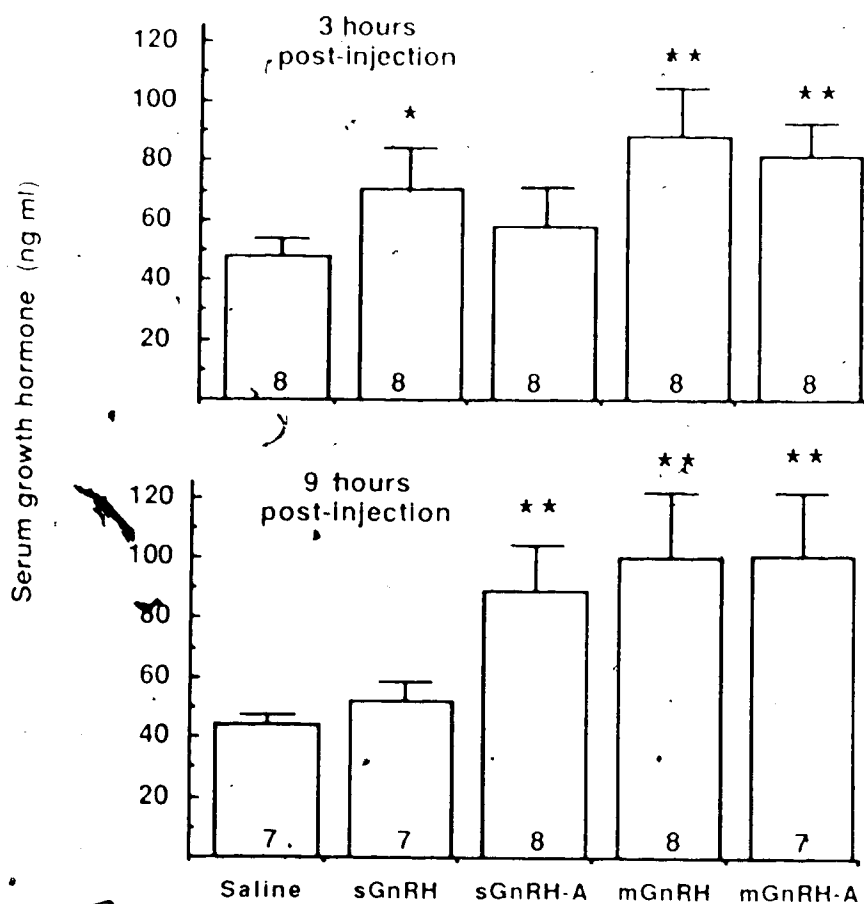 Serum growth hormone (ng ml)
3 hours
post-injection
120
100
80
60
40
20
* ** **
8 8 8 8 8
9 hours
post-injection
120
100
80
60
40
20
** ** **
7 7 8 8 7
Saline sGnRH sGnRH-A mGnRH mGnRH-A